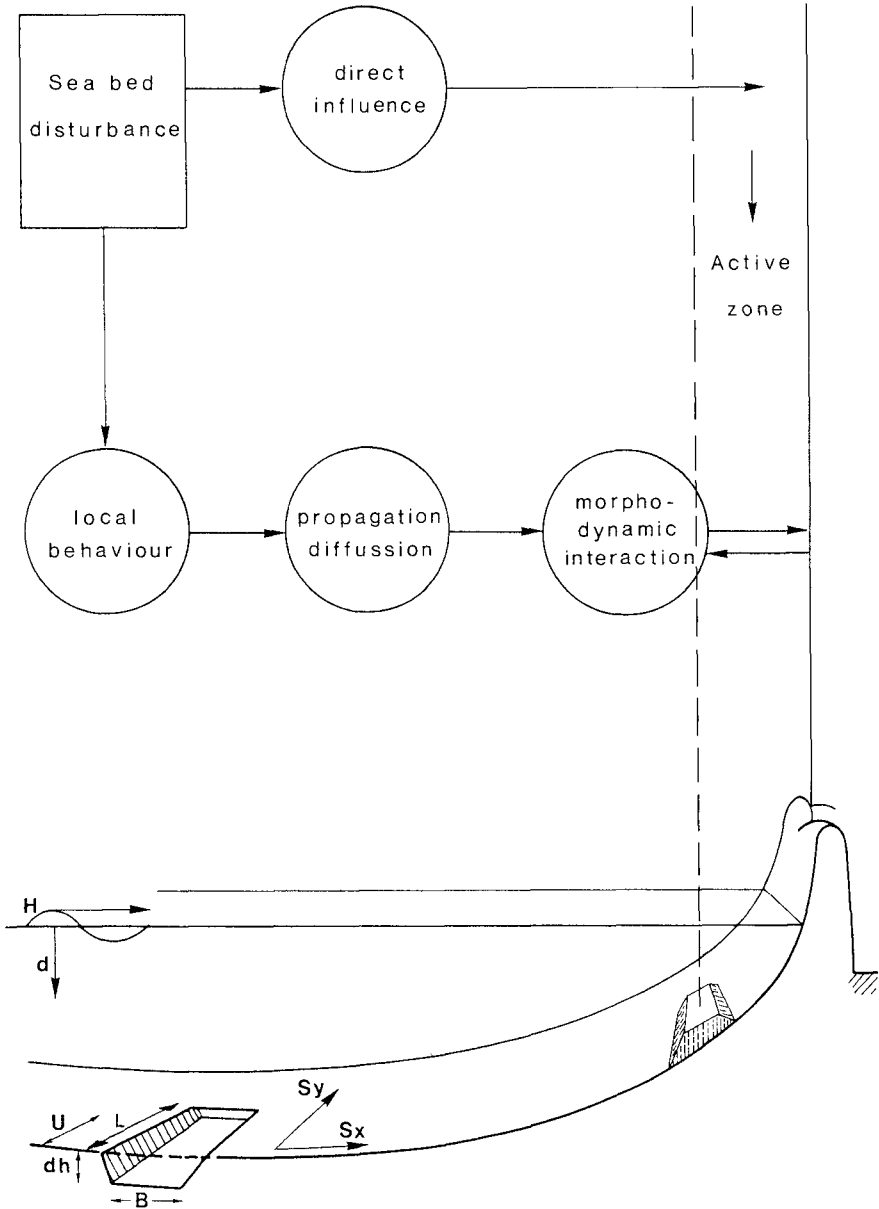 Sea bed
disturbance
direct
influence
Active
zone
local
behaviour
propagation
diffussion
morpho-
dynamic
interaction
H
d
U
L
Sy
Sx
dh
B